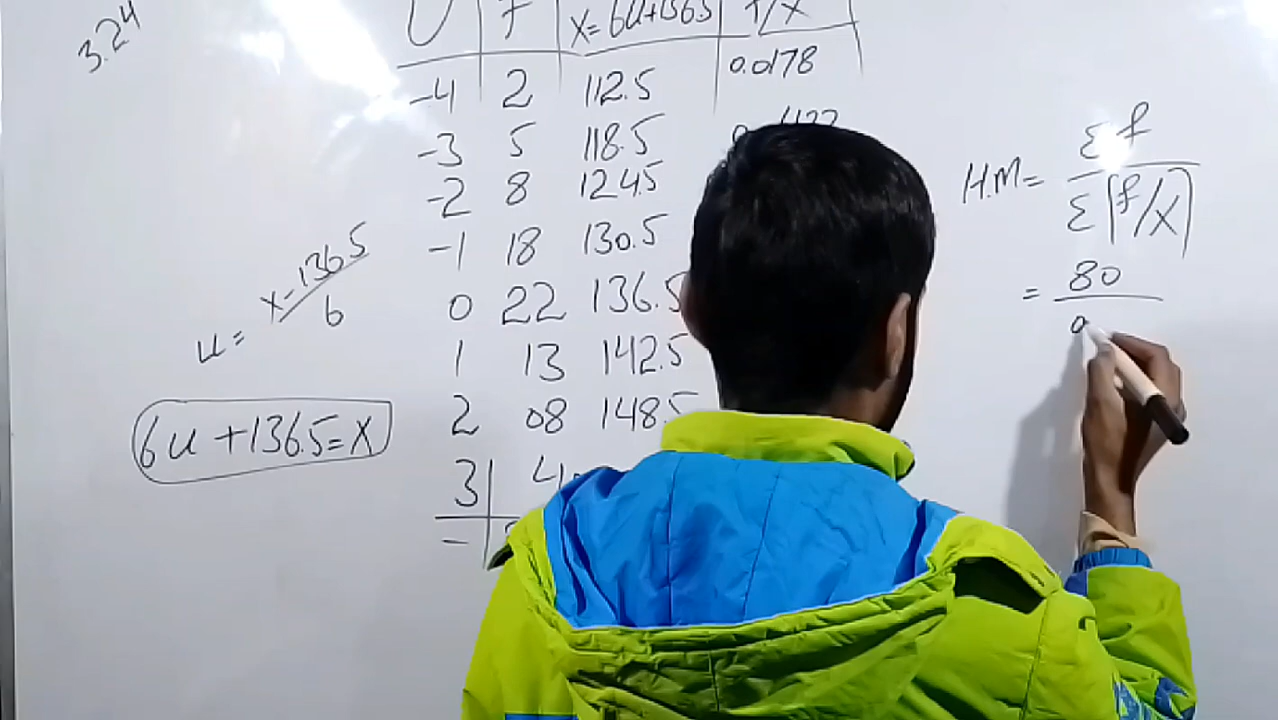 3.24
U f x=6u+136.5 f/x
-4 2 112.5 0.0178
-3 5 118.5
-2 8 124.5
-1 18 130.5
0 22 136.5
1 13 142.5
2 08 148.5
3 4
-
u = x-136.5 / 6
6u+136.5=X
H.M= Σf / Σ(f/x)
= 80 / 0